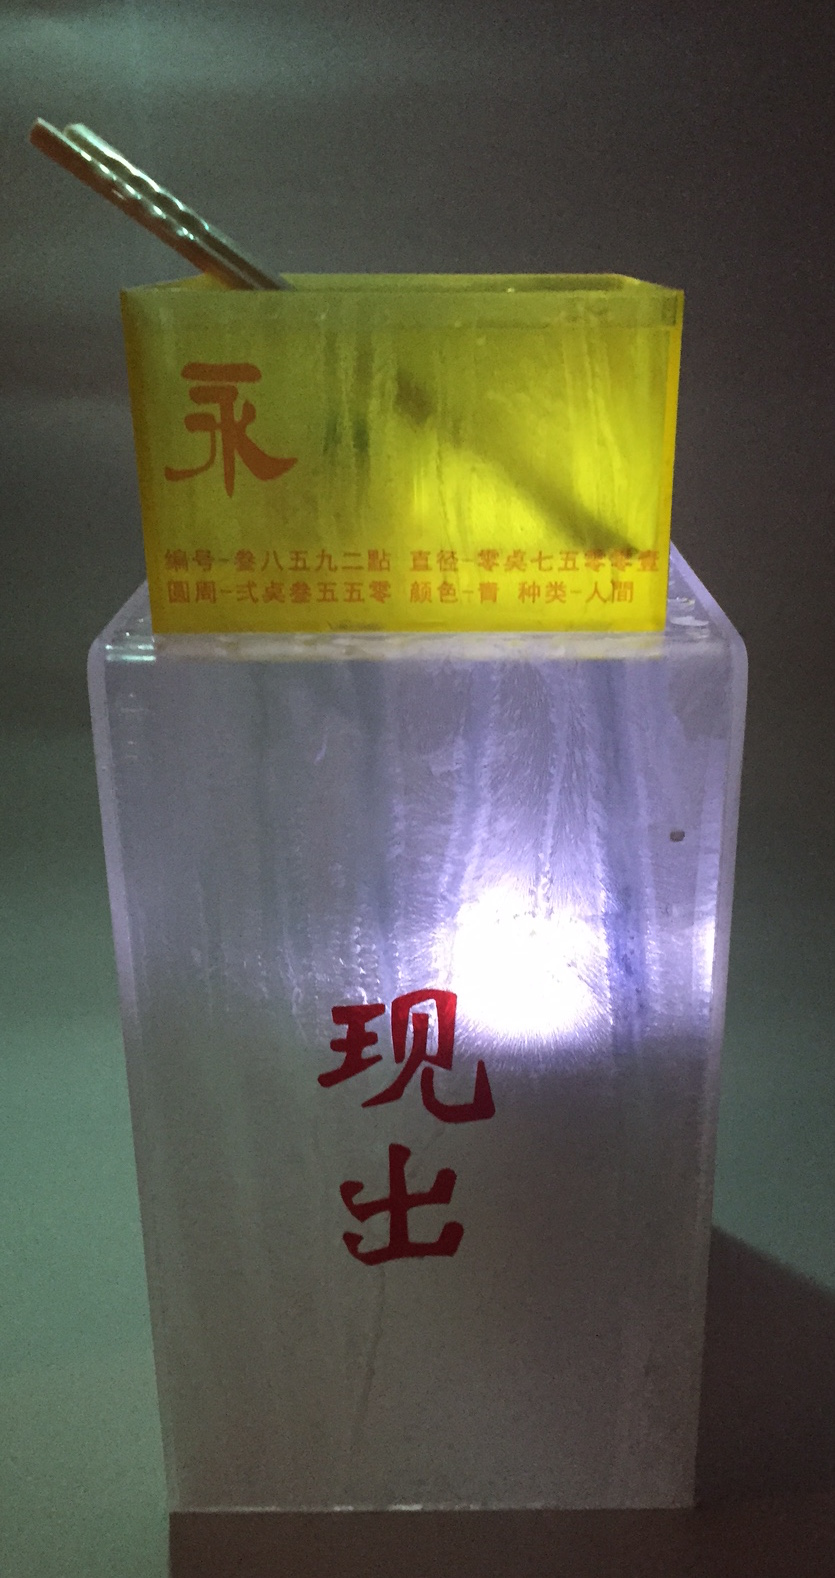 永
编号-叁八五九二點 直径-零桌七五零零壹
圓周-弍桌叁五五零 颜色-青 种类-人間
现
出